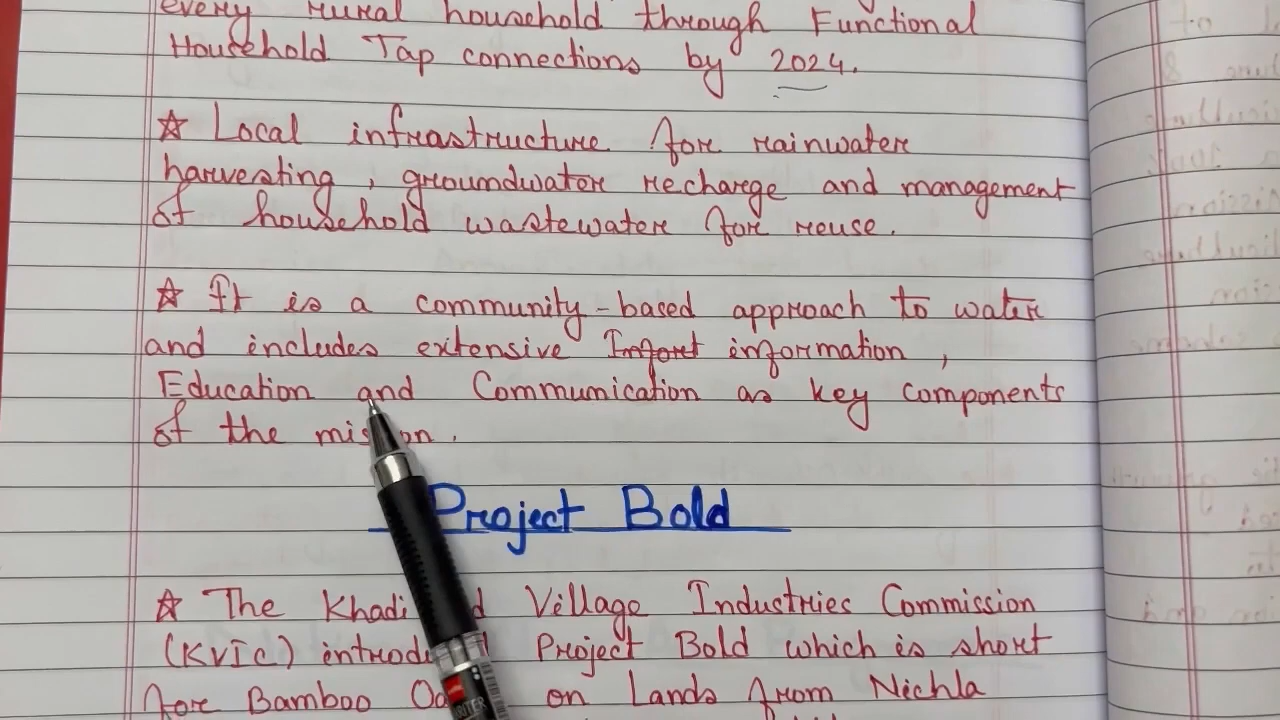 every rural household through Functional
Household Tap connections by 2024.
☆ Local infrastructure for rainwater
harvesting, groundwater recharge and management
of household wastewater for reuse.
☆ It is a community-based approach to water
and includes extensive Import information,
Education and Communication as key components
of the mission.
Project Bold
☆ The Khadi Village Industries Commission
(KVIC) Project Bold which is short
for Bamboo on Lands from Nichla